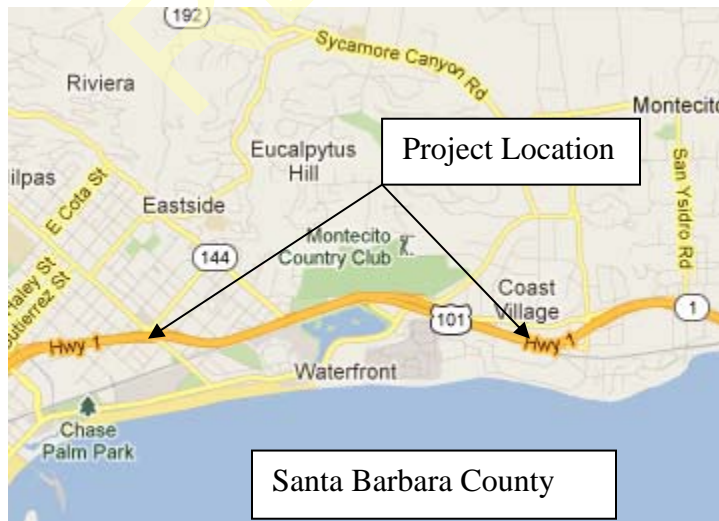 192
Sycamore Canyon Rd
Riviera
Montecito
Project Location
Eucalpytus
Hill
San Ysidro Rd
ilpas
E Cota St
Eastside
Montecito
Country Club
144
Haley St
Gutierrez St
Coast
Village
101
1
Hwy 1
Hwy 1
Waterfront
Chase
Palm Park
Santa Barbara County